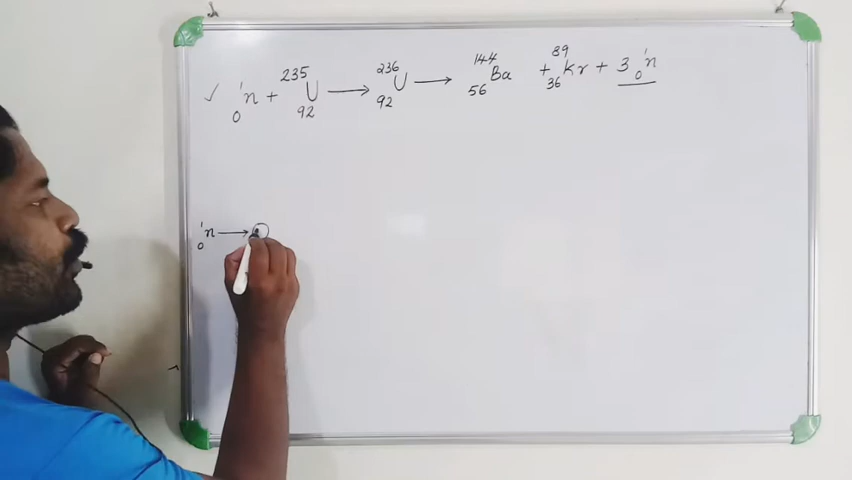 ✓ ¹₀n + ²³⁵₉₂U ⟶ ²³⁶₉₂U ⟶ ¹⁴⁴₅₆Ba + ⁸⁹₃₆Kr + 3 ¹₀n
¹₀n ⟶